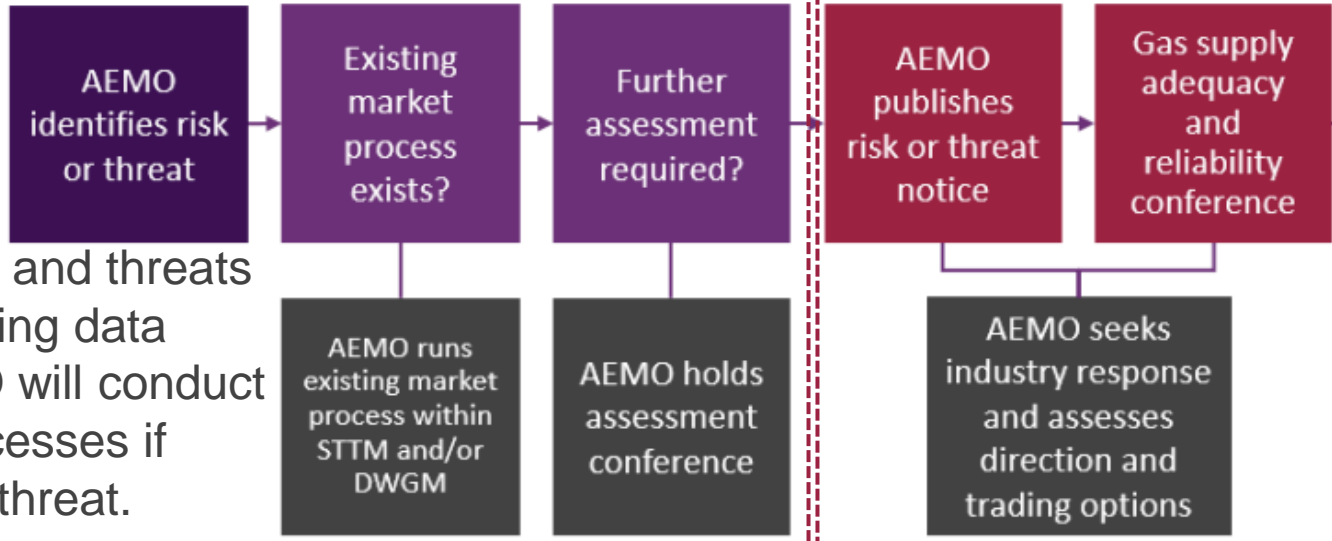 AEMO
identifies risk
or threat
Existing
market
process
exists?
Further
assessment
required?
AEMO
publishes
risk or threat
notice
Gas supply
adequacy
and
reliability
conference
and threats
ing data
will conduct
cesses if
threat.
AEMO runs
existing market
process within
STTM and/or
DWGM
AEMO holds
assessment
conference
AEMO seeks
industry response
and assesses
direction and
trading options